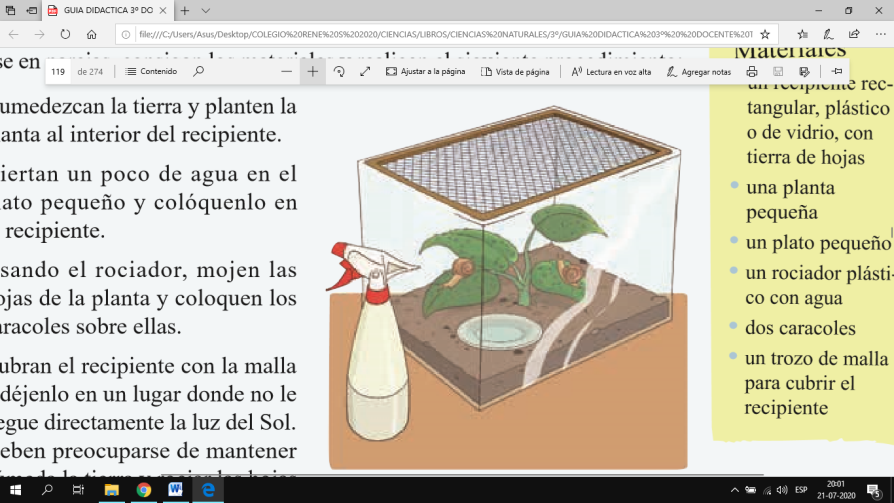 GUIA DIDACTICA 3º DO
file:///C:/Users/Asus/Desktop/COLEGIO%20RENE%20S%202020/CIENCIAS/LIBROS/CIENCIAS%20NATURALES/3º/GUIA%20DIDACTICA%203º%20%20DOCENTE%20T
119 de 274
Contenido
Ajustar a la página
Vista de página
Lectura en voz alta
Agregar notas
umedezcan la tierra y planten la
anta al interior del recipiente.
iertan un poco de agua en el
lato pequeño y colóquenlo en
recipiente.
sando el rociador, mojen las
ojas de la planta y coloquen los
aracoles sobre ellas.
ubran el recipiente con la malla
déjenlo en un lugar donde no le
egue directamente la luz del Sol.
eben preocuparse de mantener
Materiales
un recipiente rec-
tangular, plástico
o de vidrio, con
tierra de hojas
• una planta
pequeña
• un plato pequeño
• un rociador plásti-
co con agua
• dos caracoles
• un trozo de malla
para cubrir el
recipiente
ESP
20:01
21-07-2020